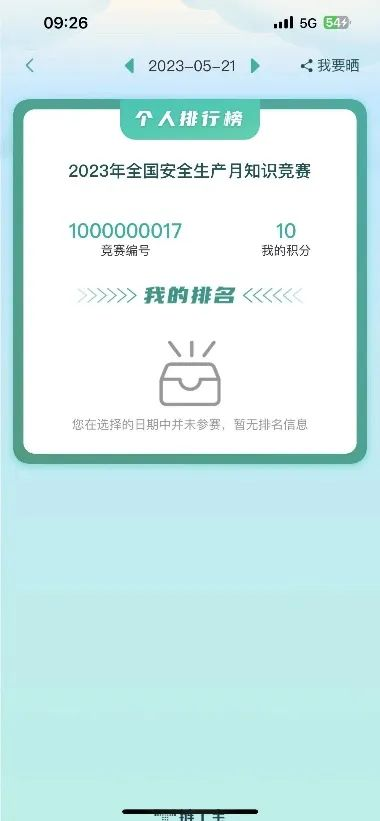 09:26
5G
54
2023-05-21
我要晒
个人排行榜
2023年全国安全生产月知识竞赛
1000000017
10
竞赛编号
我的积分
我的排名
您在选择的日期中并未参赛，暂无排名信息